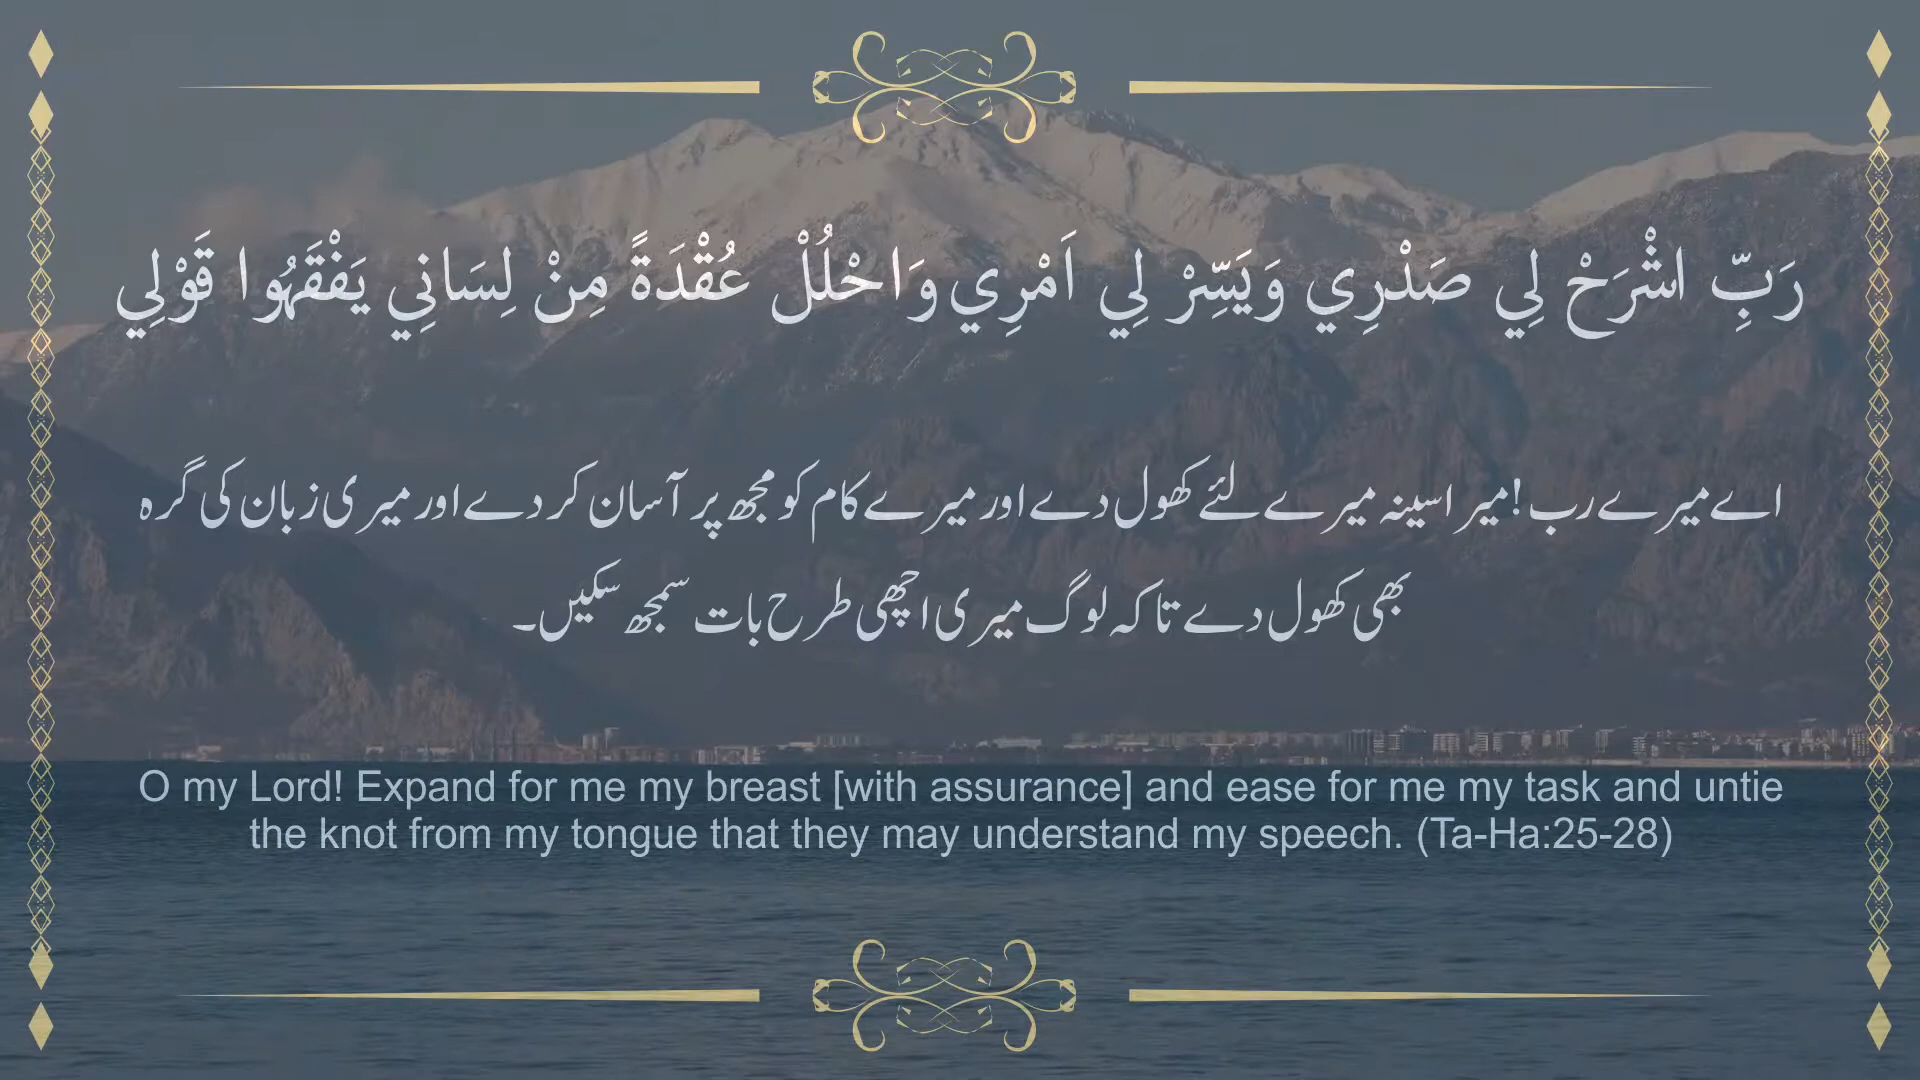 رَبِّ اشْرَحْ لِي صَدْرِي وَيَسِّرْ لِي اَمْرِي وَاحْلُلْ عُقْدَةً مِنْ لِسَانِي يَفْقَهُوا قَوْلِي
اے میرے رب! میرا سینہ میرے لئے کھول دے اور میرے کام کو مجھ پر آسان کر دے اور میری زبان کی گرہ
بھی کھول دے تاکہ لوگ میری اچھی طرح بات سمجھ سکیں۔
O my Lord! Expand for me my breast [with assurance] and ease for me my task and untie
the knot from my tongue that they may understand my speech. (Ta-Ha:25-28)